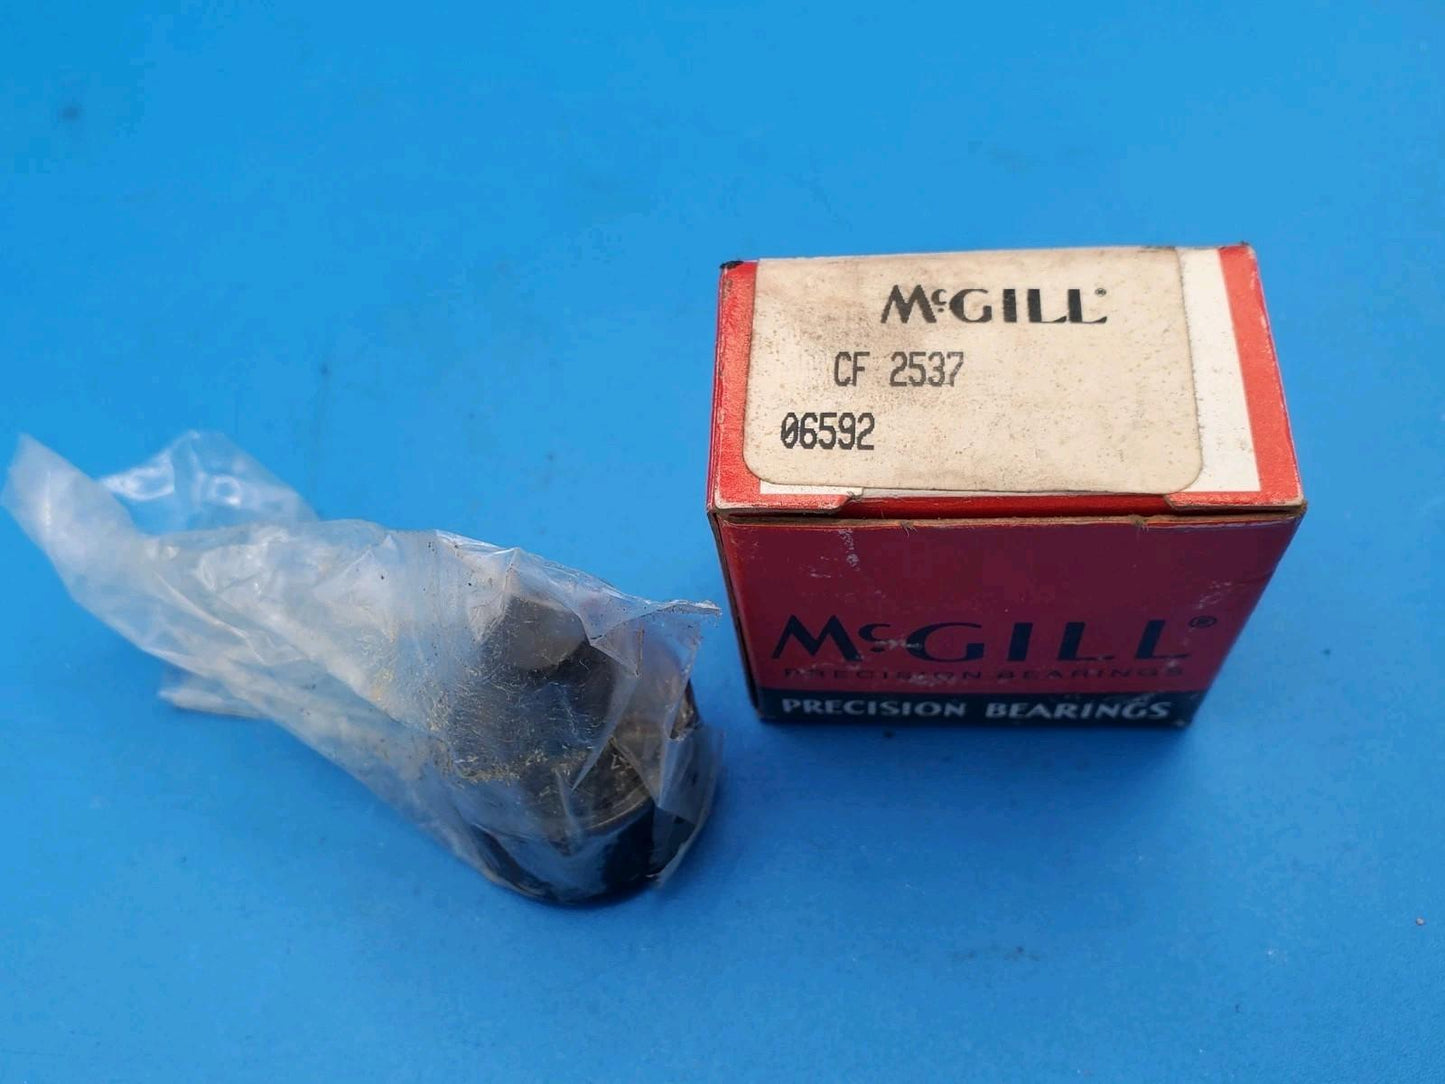 McGILL®
CF 2537
06592
McGILL®
PRECISION BEARINGS
PRECISION BEARINGS